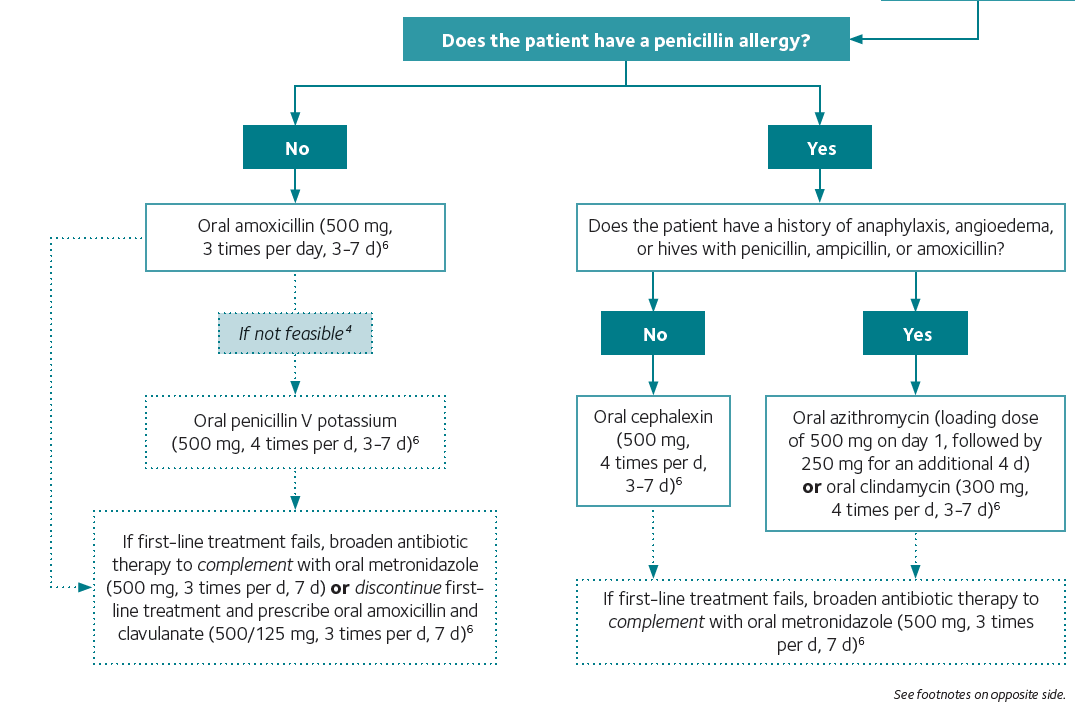 Does the patient have a penicillin allergy?
No
Yes
Oral amoxicillin (500 mg,
3 times per day, 3–7 d)⁶
Does the patient have a history of anaphylaxis, angioedema,
or hives with penicillin, ampicillin, or amoxicillin?
If not feasible⁴
No
Yes
Oral penicillin V potassium
(500 mg, 4 times per d, 3–7 d)⁶
Oral cephalexin
(500 mg,
4 times per d,
3–7 d)⁶
Oral azithromycin (loading dose
of 500 mg on day 1, followed by
250 mg for an additional 4 d)
or oral clindamycin (300 mg,
4 times per d, 3–7 d)⁶
If first-line treatment fails, broaden antibiotic
therapy to complement with oral metronidazole
(500 mg, 3 times per d, 7 d) or discontinue first-
line treatment and prescribe oral amoxicillin and
clavulanate (500/125 mg, 3 times per d, 7 d)⁶
If first-line treatment fails, broaden antibiotic therapy to
complement with oral metronidazole (500 mg, 3 times
per d, 7 d)⁶
See footnotes on opposite side.